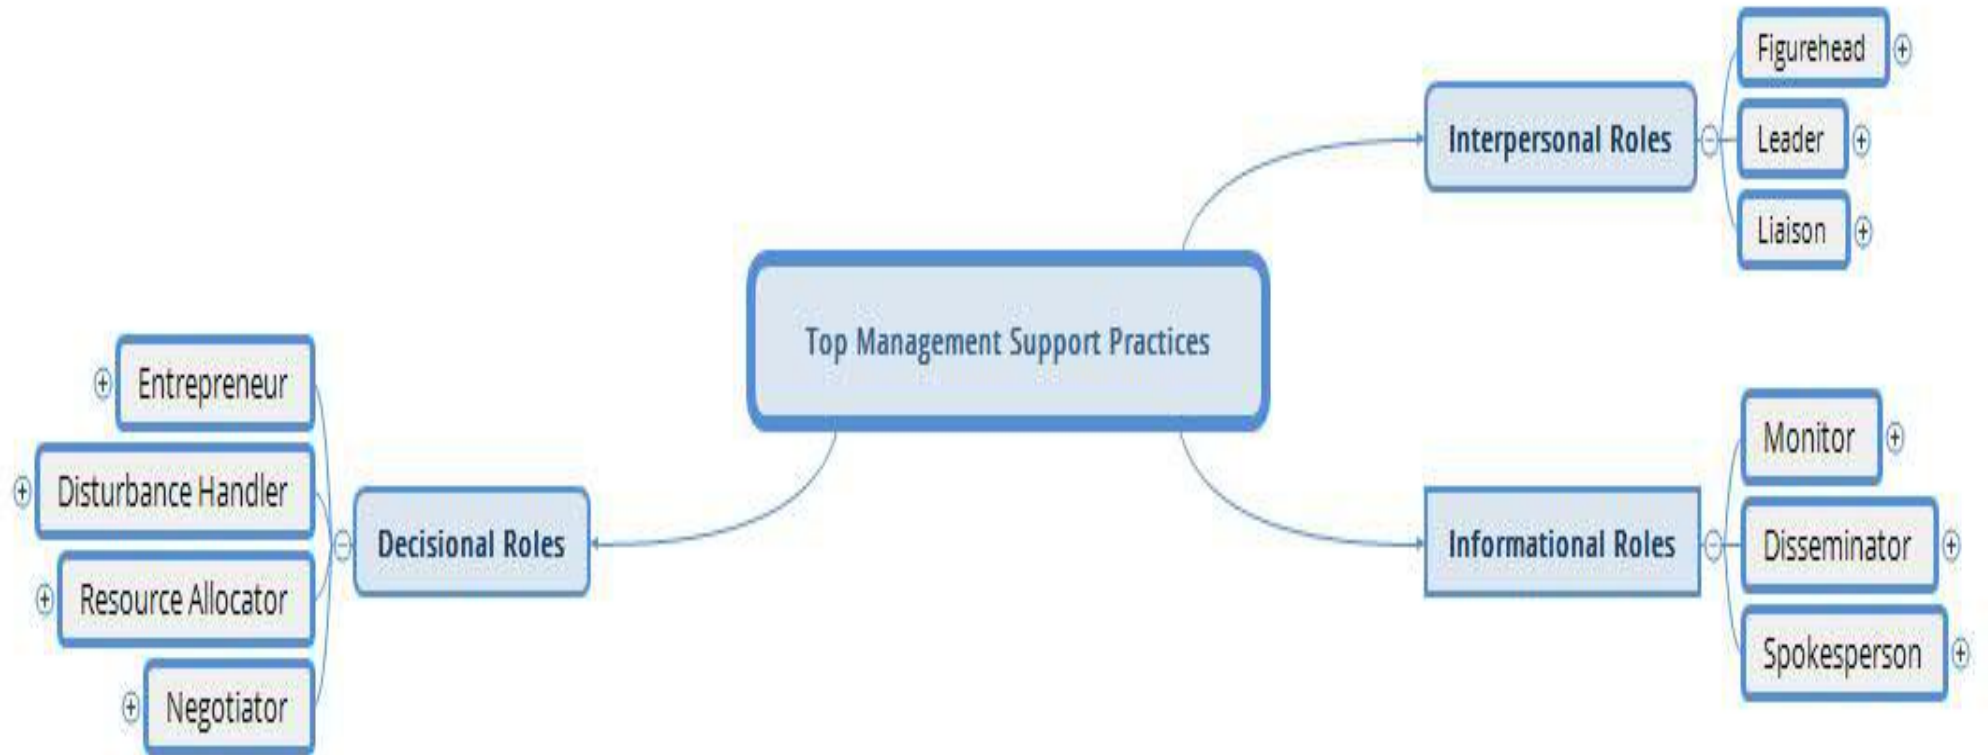 Top Management Support Practices
Interpersonal Roles
Figurehead
Leader
Liaison
Informational Roles
Monitor
Disseminator
Spokesperson
Decisional Roles
Entrepreneur
Disturbance Handler
Resource Allocator
Negotiator